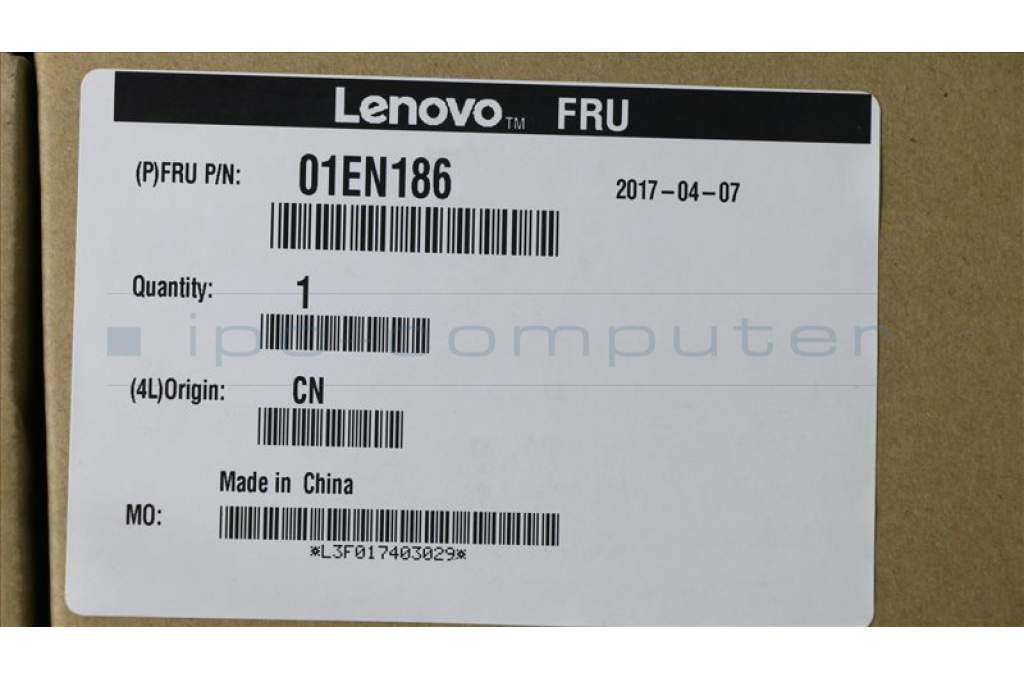 Lenovo™ FRU
(P)FRU P/N: 01EN186 2017-04-07
Quantity: 1
ipc computer
(4L)Origin: CN
Made in China
MO:
*L3F017403029*